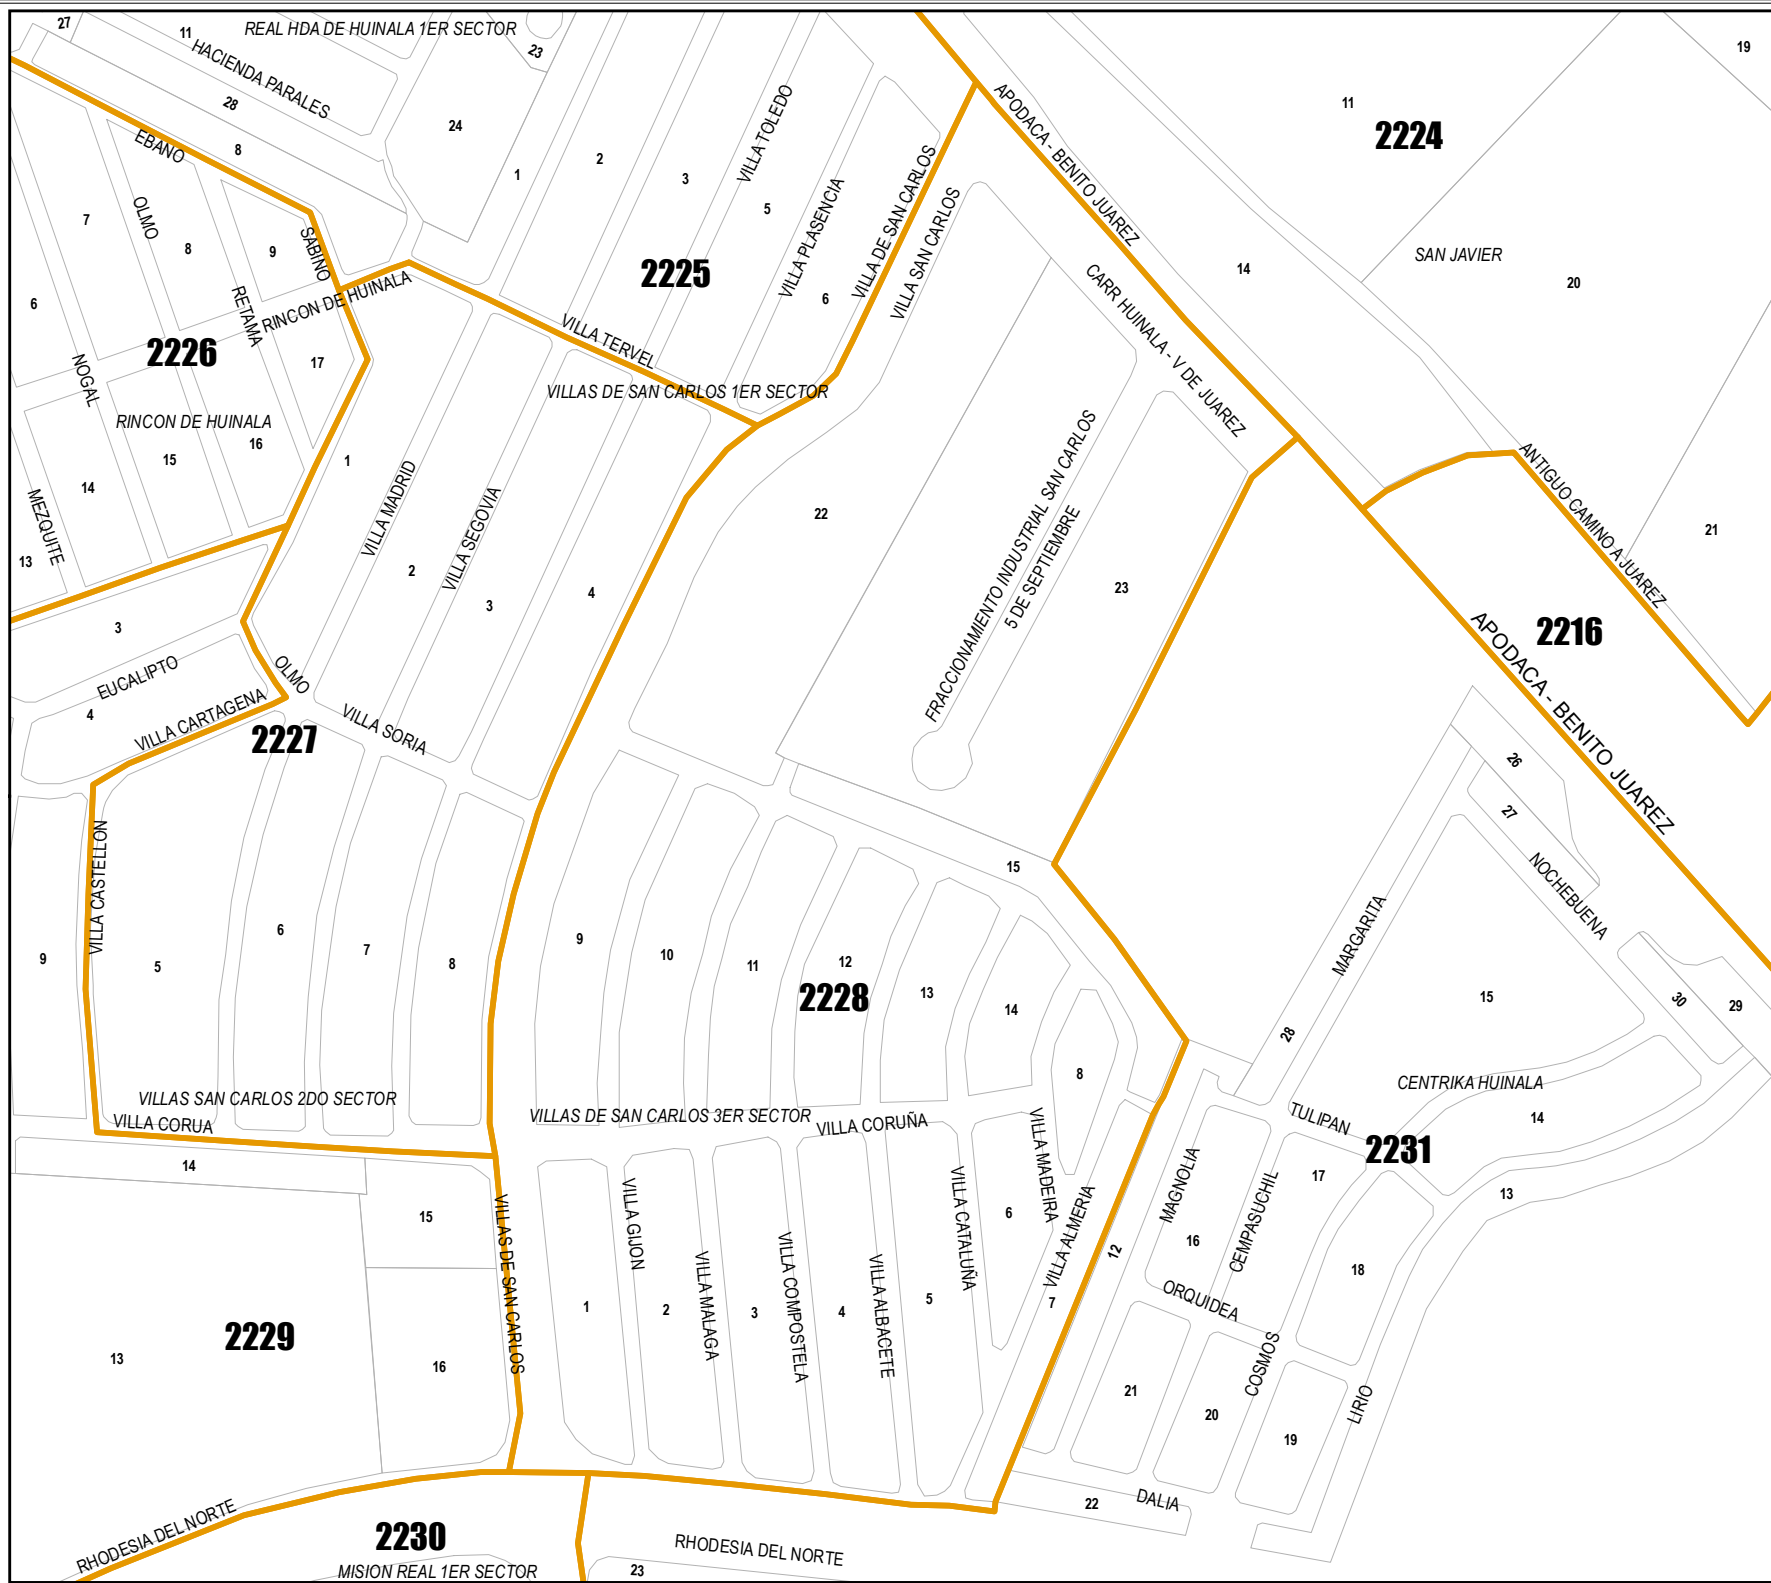 27
11
REAL HDA DE HUINALA 1ER SECTOR
23
19
HACIENDA PARALES
28
24
11
2224
APODACA - BENITO JUAREZ
VILLA TOLEDO
EBANO
8
1
2
3
5
VILLA PLASENCIA
VILLA DE SAN CARLOS
VILLA SAN CARLOS
7
OLMO
8
9
SABINO
2225
6
14
SAN JAVIER
20
CARR HUINALA - V DE JUAREZ
6
RETAMA
RINCON DE HUINALA
VILLA TERVEL
2226
17
NOGAL
VILLAS DE SAN CARLOS 1ER SECTOR
RINCON DE HUINALA
16
15
1
14
MEZQUITE
13
VILLA MADRID
VILLA SEGOVIA
2
3
4
22
FRACCIONAMIENTO INDUSTRIAL SAN CARLOS
5 DE SEPTIEMBRE
23
ANTIGUO CAMINO A JUAREZ
21
2216
APODACA - BENITO JUAREZ
3
EUCALIPTO
OLMO
4
VILLA CARTAGENA
2227
VILLA SORIA
26
27
NOCHEBUENA
VILLA CASTELLON
9
5
6
7
8
9
10
11
12
2228
13
14
15
8
MARGARITA
28
15
30
29
CENTRIKA HUINALA
14
TULIPAN
2231
13
VILLAS SAN CARLOS 2DO SECTOR
VILLA CORUA
VILLAS DE SAN CARLOS 3ER SECTOR
VILLA CORUÑA
VILLA MADEIRA
14
15
VILLAS DE SAN CARLOS
VILLA GIJON
VILLA MALAGA
VILLA COMPOSTELA
VILLA ALBACETE
VILLA CATALUÑA
6
VILLA ALMERIA
7
12
MAGNOLIA
16
CEMPASUCHIL
17
18
ORQUIDEA
COSMOS
LIRIO
1
2
3
4
5
2229
13
16
21
20
19
22
DALIA
RHODESIA DEL NORTE
2230
MISION REAL 1ER SECTOR
RHODESIA DEL NORTE
23